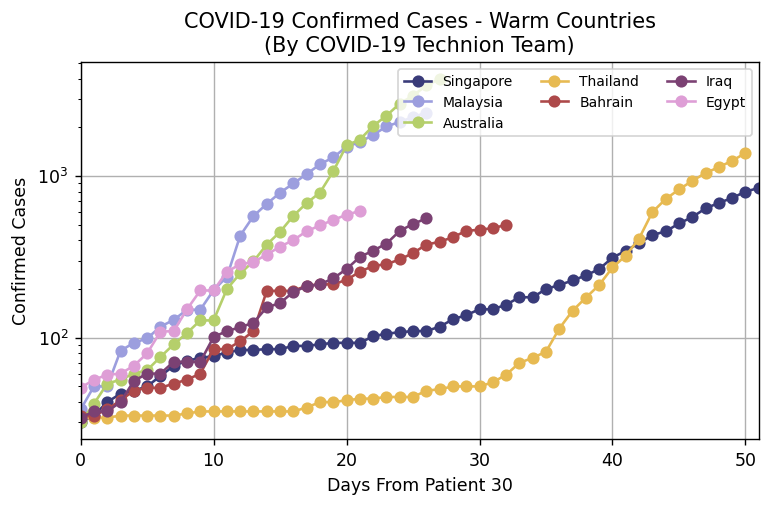 COVID-19 Confirmed Cases - Warm Countries
(By COVID-19 Technion Team)
Singapore
Malaysia
Australia
Thailand
Bahrain
Iraq
Egypt
Confirmed Cases
10³
10²
0 10 20 30 40 50
Days From Patient 30